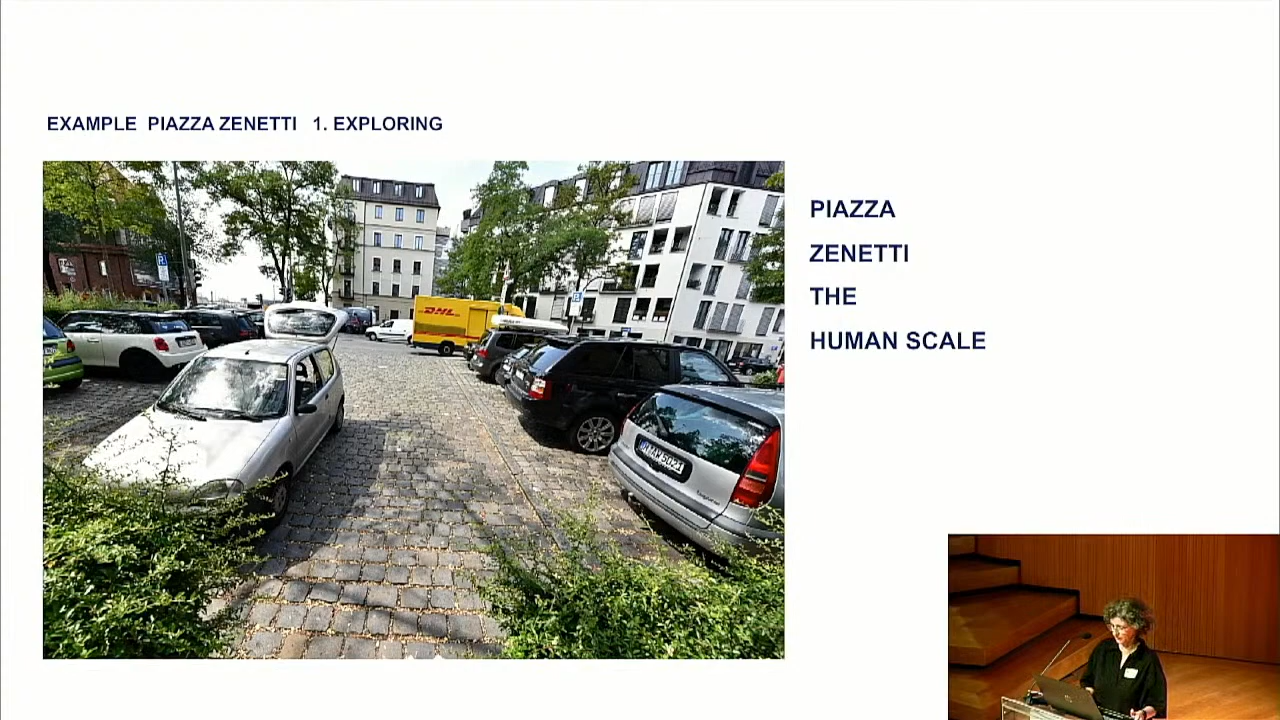 EXAMPLE PIAZZA ZENETTI 1. EXPLORING
PIAZZA
ZENETTI
THE
HUMAN SCALE
DHL